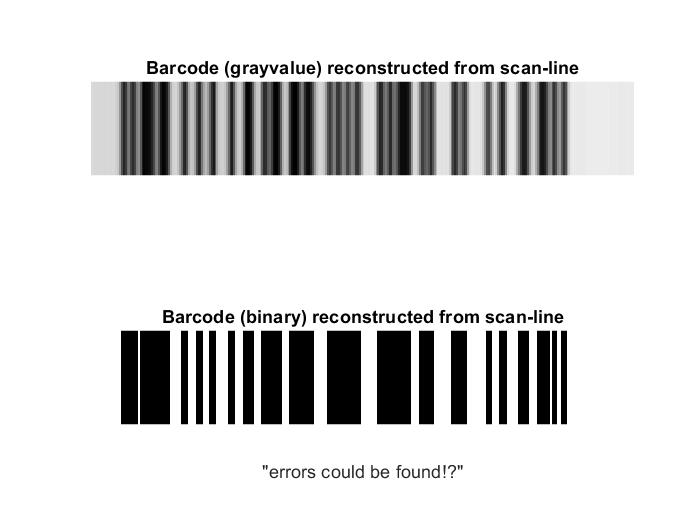 Barcode (grayvalue) reconstructed from scan-line
Barcode (binary) reconstructed from scan-line
"errors could be found!?"